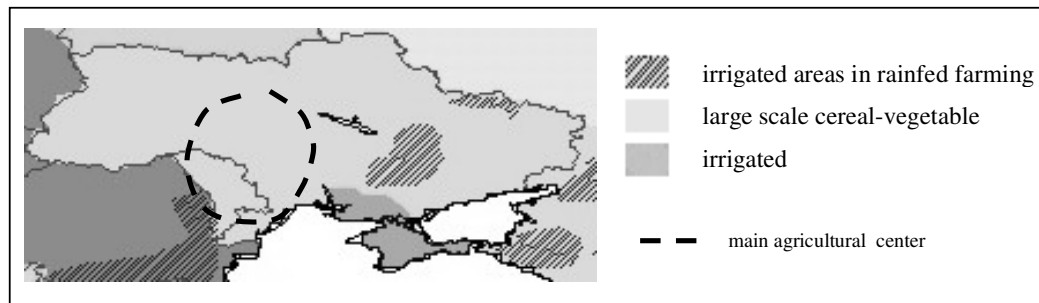 irrigated areas in rainfed farming
large scale cereal-vegetable
irrigated
main agricultural center